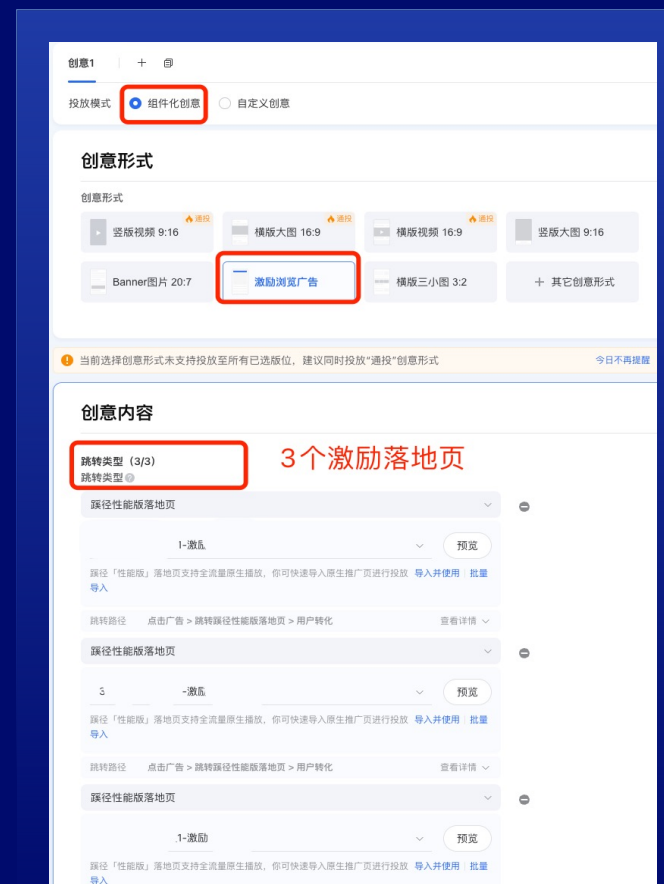 创意1
投放模式 组件化创意 自定义创意
创意形式
创意形式
竖版视频 9:16 通投
横版大图 16:9 通投
横版视频 16:9 通投
竖版大图 9:16
Banner图片 20:7
激励浏览广告
横版三小图 3:2
+ 其它创意形式
当前选择创意形式未支持投放至所有已选版位，建议同时投放“通投”创意形式 今日不再提醒
创意内容
跳转类型（3/3） 3个激励落地页
跳转类型
蹊径性能版落地页
1-激励 预览
蹊径「性能版」落地页支持全流量原生播放，你可快速导入原生推广页进行投放 导入并使用 批量
导入
跳转路径 点击广告 > 跳转蹊径性能版落地页 > 用户转化 查看详情
蹊径性能版落地页
3 -激励 预览
蹊径「性能版」落地页支持全流量原生播放，你可快速导入原生推广页进行投放 导入并使用 批量
导入
跳转路径 点击广告 > 跳转蹊径性能版落地页 > 用户转化 查看详情
蹊径性能版落地页
1-激励 预览
蹊径「性能版」落地页支持全流量原生播放，你可快速导入原生推广页进行投放 导入并使用 批量
导入